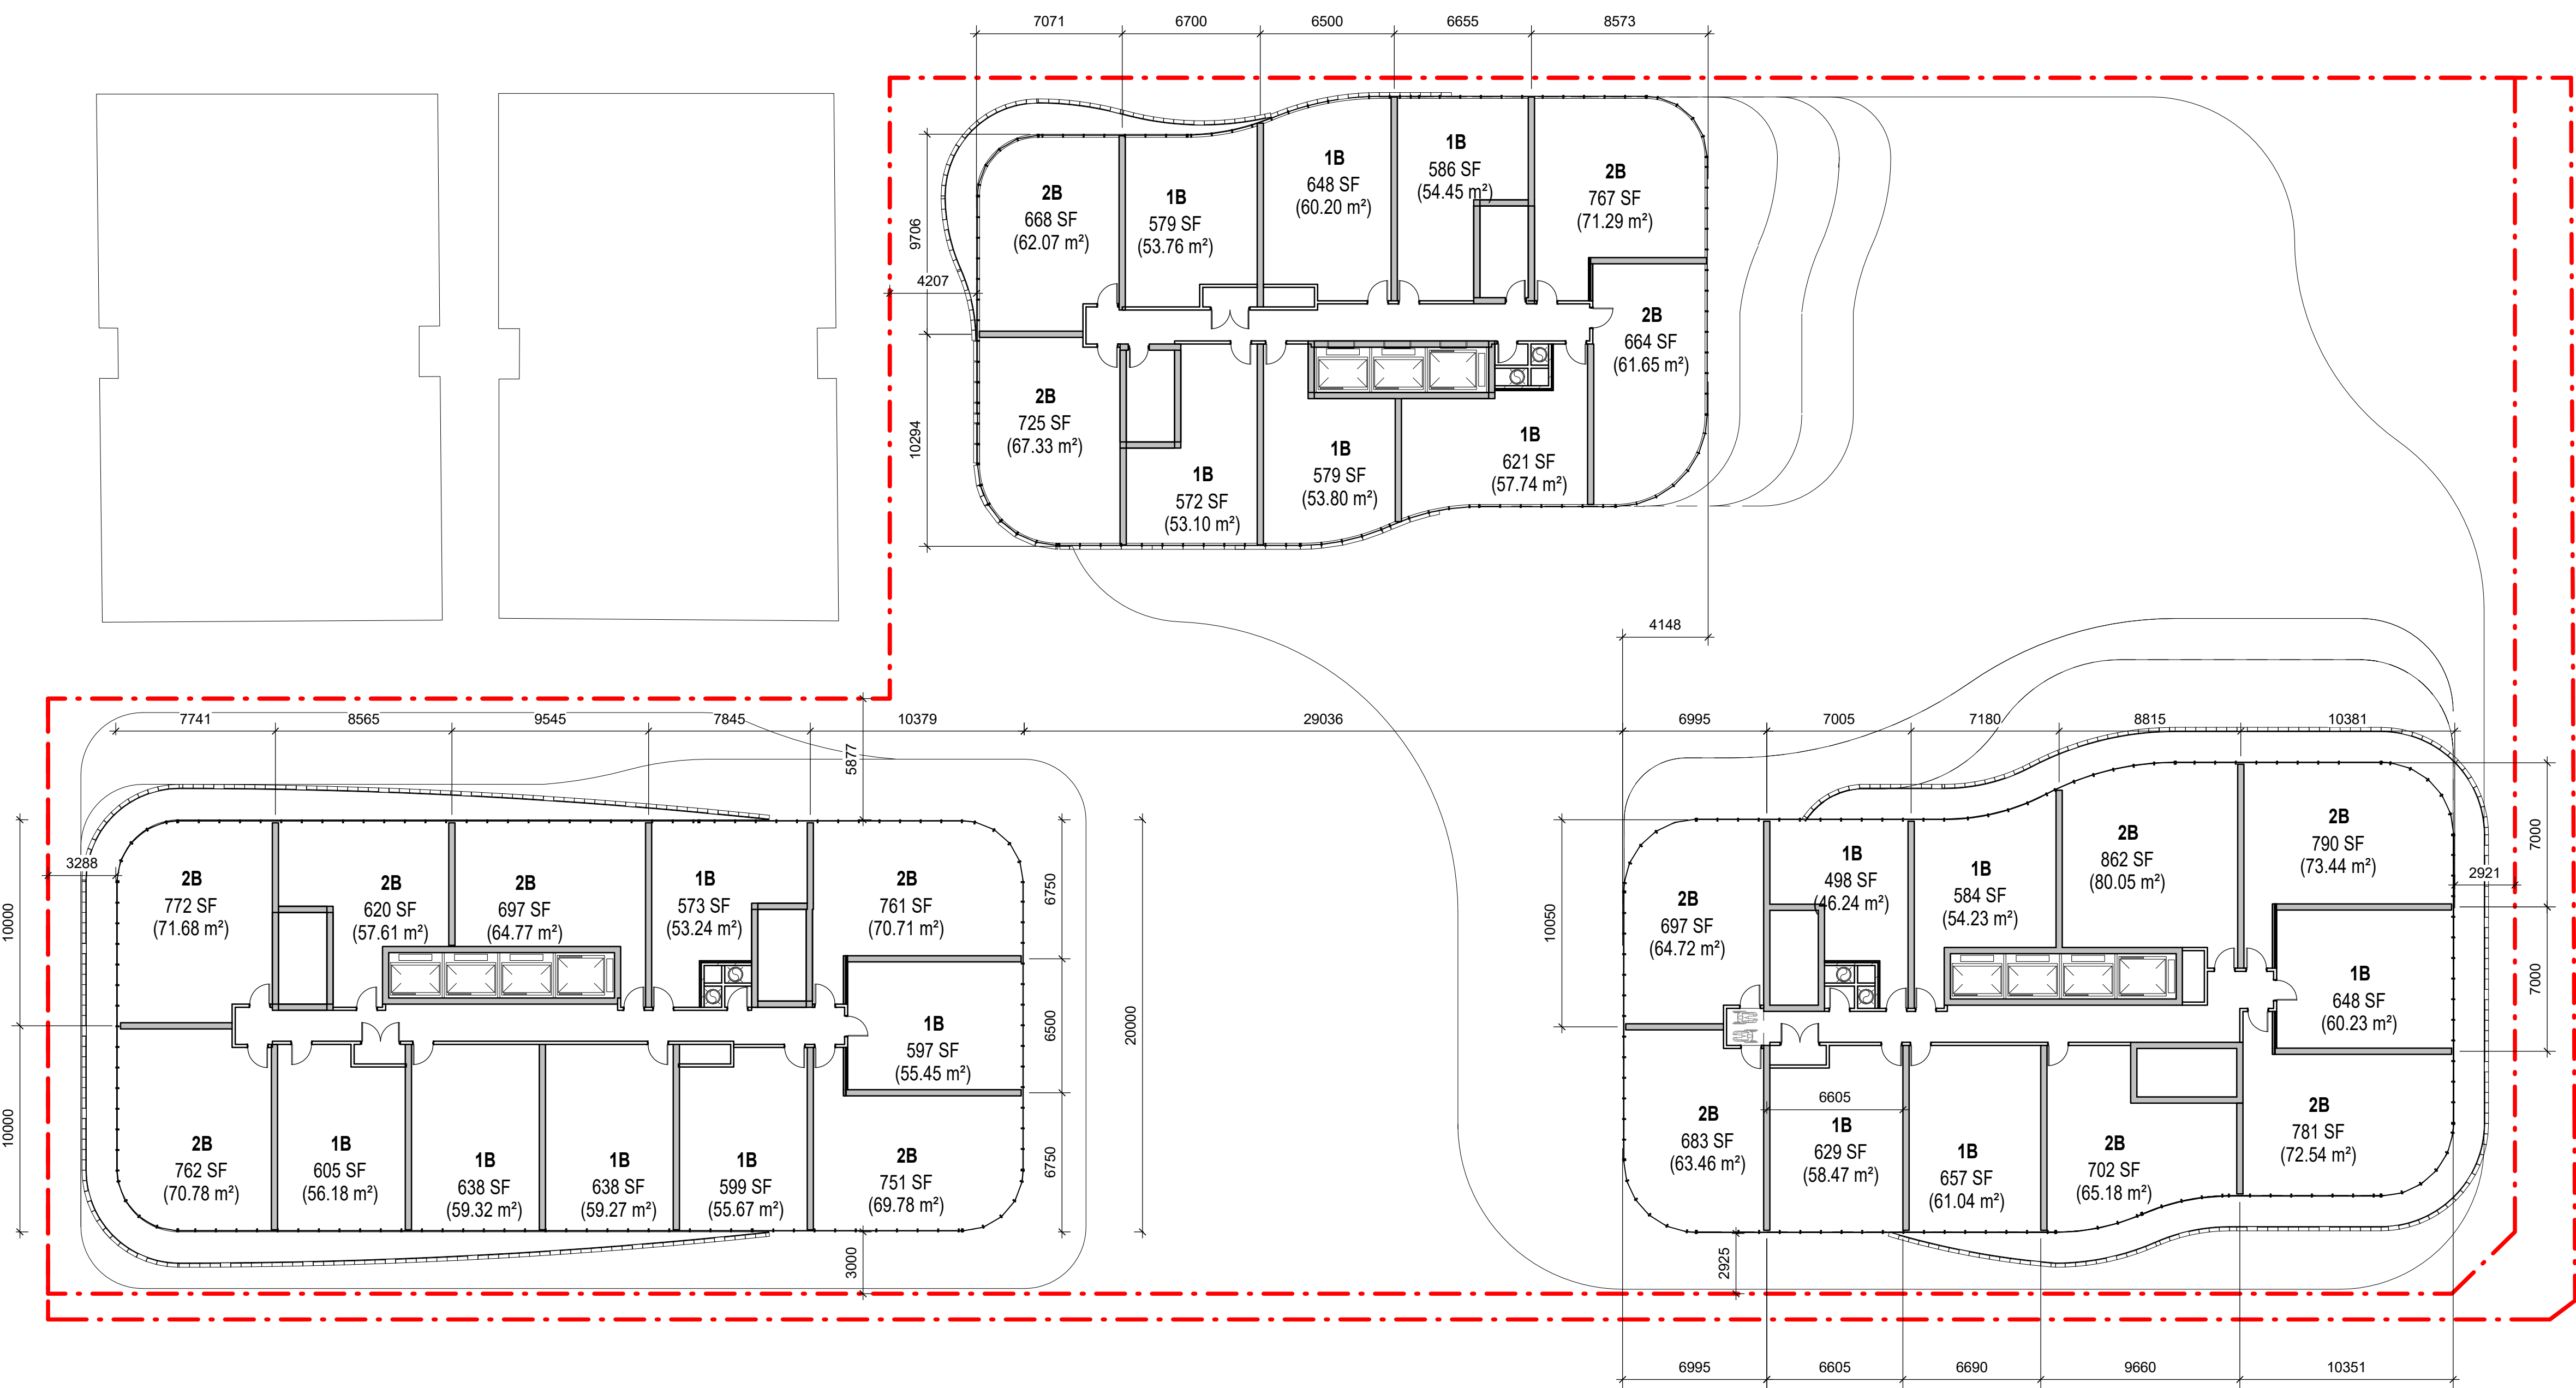 7071 6700 6500 6655 8573
2B
668 SF
(62.07 m²)
1B
579 SF
(53.76 m²)
1B
648 SF
(60.20 m²)
1B
586 SF
(54.45 m²)
2B
767 SF
(71.29 m²)
9706
4207
10294
2B
725 SF
(67.33 m²)
1B
572 SF
(53.10 m²)
1B
579 SF
(53.80 m²)
1B
621 SF
(57.74 m²)
2B
664 SF
(61.65 m²)
4148
7741 8565 9545 7845 10379 29036 6995 7005 7180 8815 10381
5877
3288
10000
10000
2B
772 SF
(71.68 m²)
2B
620 SF
(57.61 m²)
2B
697 SF
(64.77 m²)
1B
573 SF
(53.24 m²)
2B
761 SF
(70.71 m²)
1B
597 SF
(55.45 m²)
2B
762 SF
(70.78 m²)
1B
605 SF
(56.18 m²)
1B
638 SF
(59.32 m²)
1B
638 SF
(59.27 m²)
1B
599 SF
(55.67 m²)
2B
751 SF
(69.78 m²)
6750
6500
6750
20000
3000
10050
2B
697 SF
(64.72 m²)
1B
498 SF
(46.24 m²)
1B
584 SF
(54.23 m²)
2B
862 SF
(80.05 m²)
2B
790 SF
(73.44 m²)
1B
648 SF
(60.23 m²)
2B
683 SF
(63.46 m²)
6605
1B
629 SF
(58.47 m²)
1B
657 SF
(61.04 m²)
2B
702 SF
(65.18 m²)
2B
781 SF
(72.54 m²)
7000
2921
7000
2925
6995 6605 6690 9660 10351